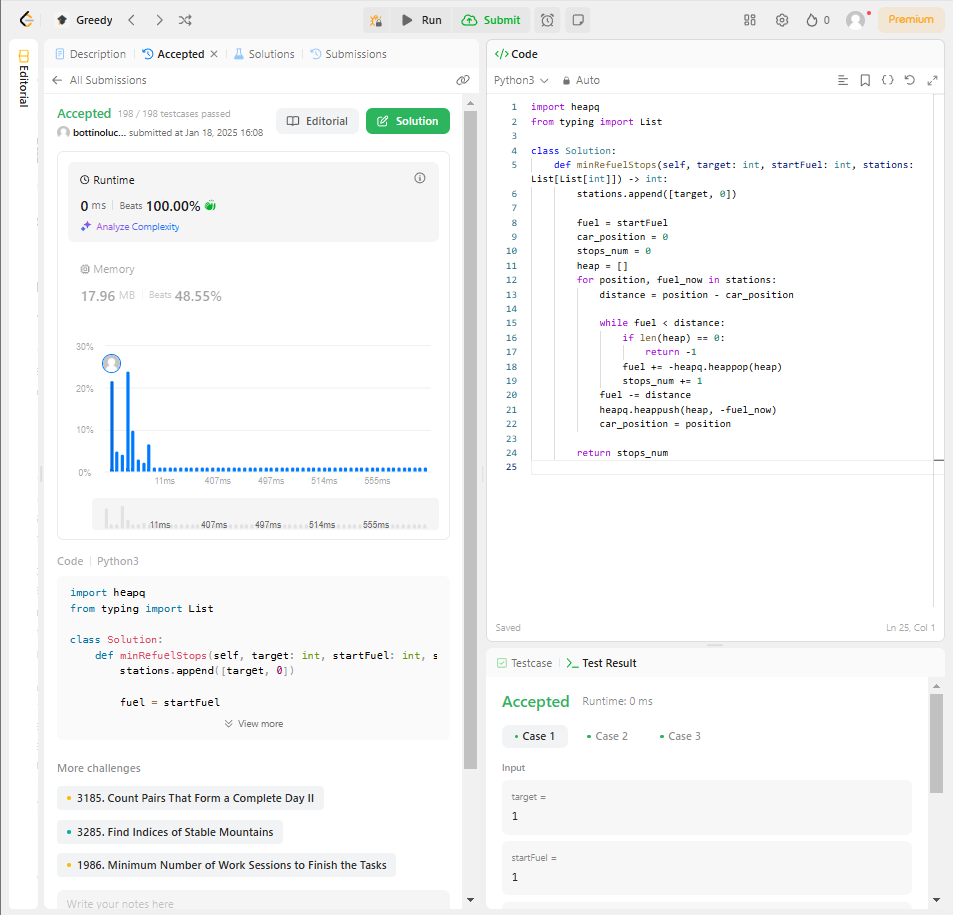 Greedy
Run
Submit
0
Premium
Editorial
Description
Accepted
Solutions
Submissions
All Submissions
Accepted 198 / 198 testcases passed
bottinoluc... submitted at Jan 18, 2025 16:08
Editorial
Solution
Runtime
0 ms Beats 100.00%
Analyze Complexity
Memory
17.96 MB Beats 48.55%
30%
20%
10%
0%
11ms 407ms 497ms 514ms 555ms
11ms 407ms 497ms 514ms 555ms
Code Python3
import heapq
from typing import List
class Solution:
def minRefuelStops(self, target: int, startFuel: int, s
stations.append([target, 0])
fuel = startFuel
View more
More challenges
3185. Count Pairs That Form a Complete Day II
3285. Find Indices of Stable Mountains
1986. Minimum Number of Work Sessions to Finish the Tasks
Write your notes here
</> Code
Python3
Auto
1 import heapq
2 from typing import List
3
4 class Solution:
5 def minRefuelStops(self, target: int, startFuel: int, stations:
List[List[int]]) -> int:
6 stations.append([target, 0])
7
8 fuel = startFuel
9 car_position = 0
10 stops_num = 0
11 heap = []
12 for position, fuel_now in stations:
13 distance = position - car_position
14
15 while fuel < distance:
16 if len(heap) == 0:
17 return -1
18 fuel += -heapq.heappop(heap)
19 stops_num += 1
20 fuel -= distance
21 heapq.heappush(heap, -fuel_now)
22 car_position = position
23
24 return stops_num
25
Saved
Ln 25, Col 1
Testcase
Test Result
Accepted Runtime: 0 ms
Case 1
Case 2
Case 3
Input
target =
1
startFuel =
1